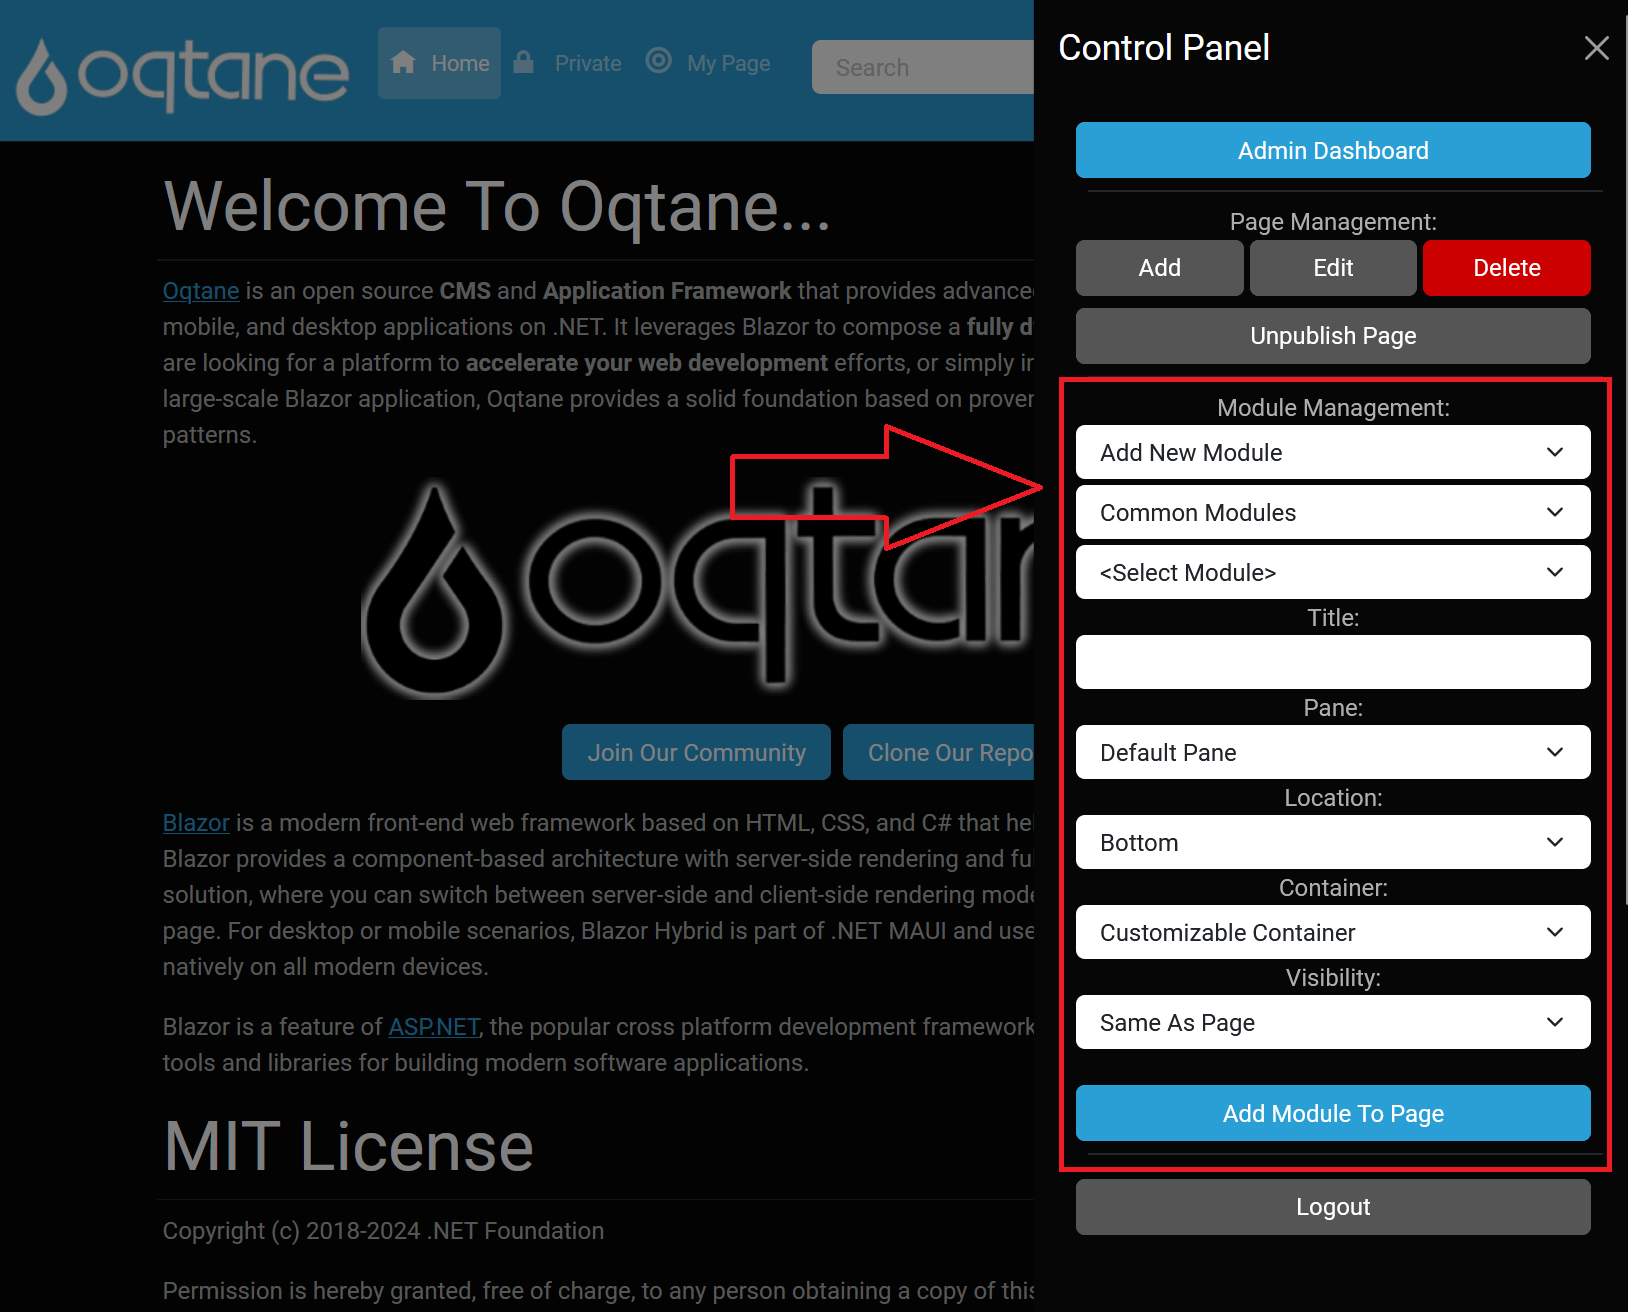 oqtane
Home
Private
My Page
Search
Welcome To Oqtane...
Oqtane is an open source CMS and Application Framework that provides advanced
mobile, and desktop applications on .NET. It leverages Blazor to compose a fully
are looking for a platform to accelerate your web development efforts, or simply
large-scale Blazor application, Oqtane provides a solid foundation based on
patterns.
oqtan
Join Our Community
Clone Our Repo
Blazor is a modern front-end web framework based on HTML, CSS, and C# that
Blazor provides a component-based architecture with server-side rendering and
solution, where you can switch between server-side and client-side rendering
page. For desktop or mobile scenarios, Blazor Hybrid is part of .NET MAUI and
natively on all modern devices.
Blazor is a feature of ASP.NET, the popular cross platform development framework
tools and libraries for building modern software applications.
MIT License
Copyright (c) 2018-2024 .NET Foundation
Permission is hereby granted, free of charge, to any person obtaining a copy of this
Control Panel
Admin Dashboard
Page Management:
Add
Edit
Delete
Unpublish Page
Module Management:
Add New Module
Common Modules
<Select Module>
Title:
Pane:
Default Pane
Location:
Bottom
Container:
Customizable Container
Visibility:
Same As Page
Add Module To Page
Logout